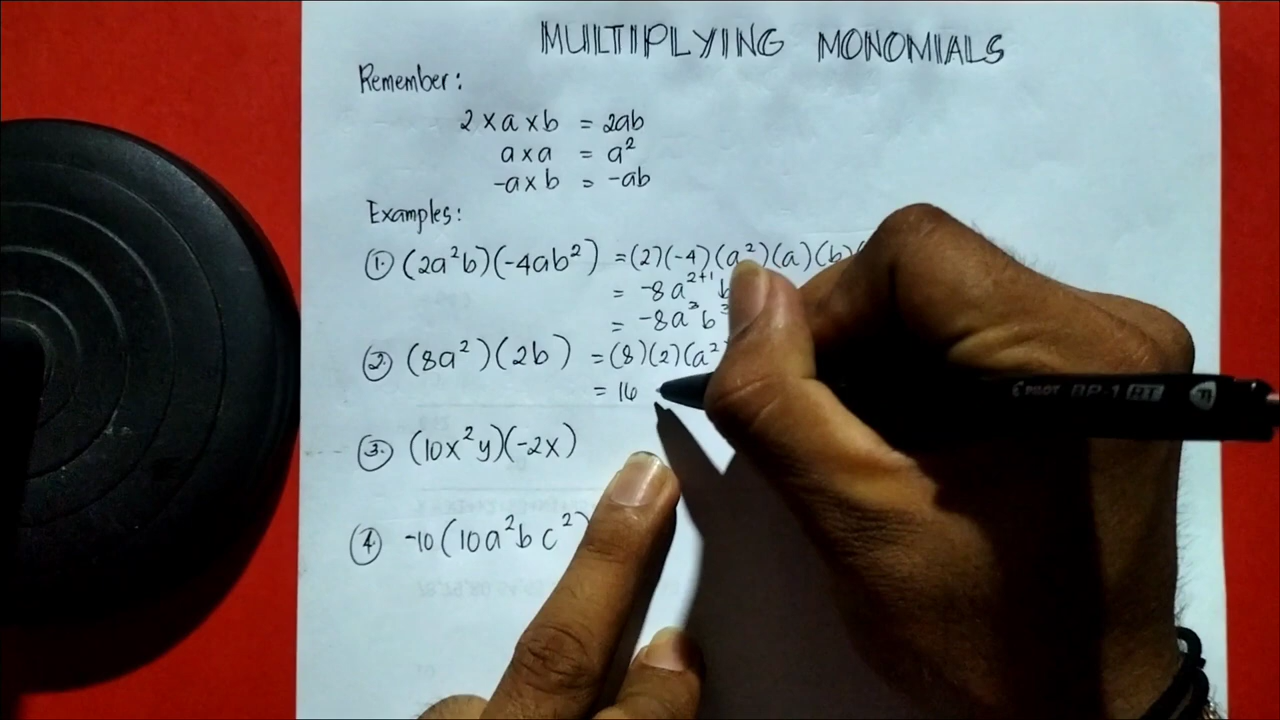 MULTIPLYING MONOMIALS
Remember:
2 x a x b = 2ab
a x a = a²
-a x b = -ab
Examples:
① (2a²b)(-4ab²) = (2)(-4)(a²)(a)(b)(
= -8a²⁺¹ b
= -8a³b³
② (8a²)(2b) = (8)(2)(a²
= 16
③ (10x²y)(-2x)
④ -10(10a²bc²)
PILOT BP-1 RT F